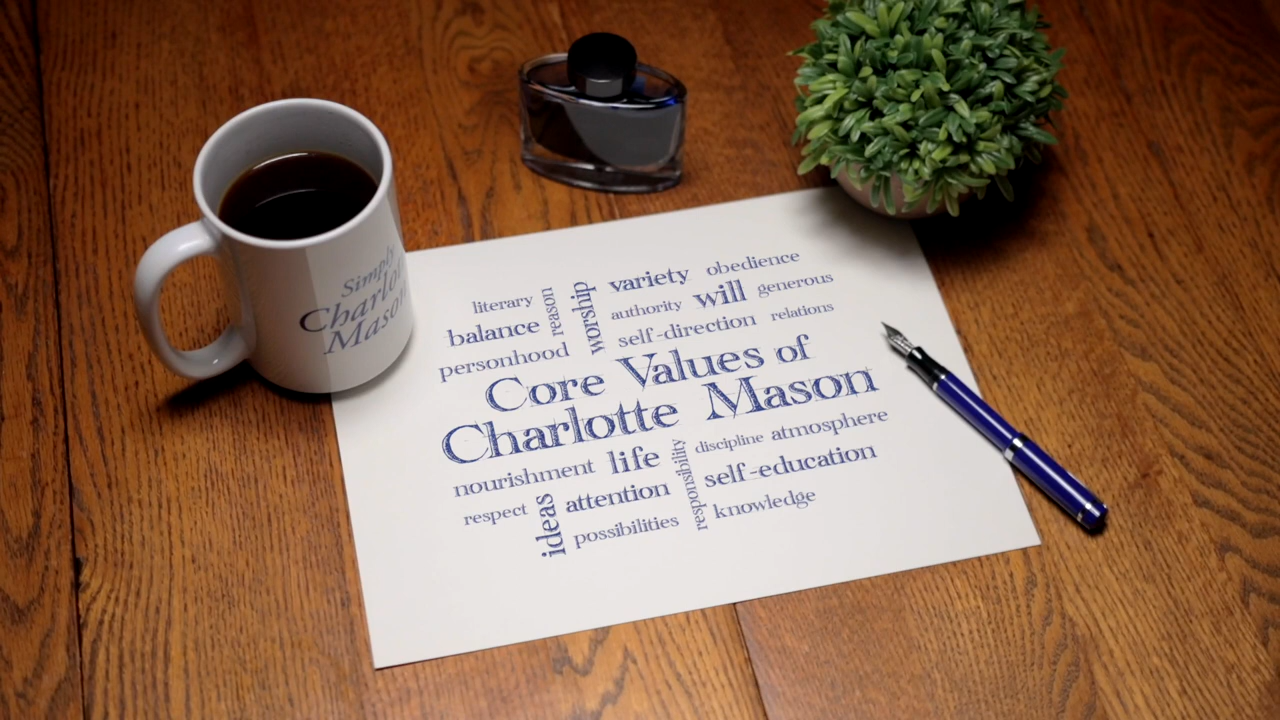 Simply
Charlotte
Mason
literary
reason
worship
variety
obedience
balance
authority
will
generous
personhood
self-direction
relations
Core Values of
Charlotte Mason
nourishment
life
responsibility
discipline
atmosphere
respect
ideas
attention
self-education
possibilities
knowledge